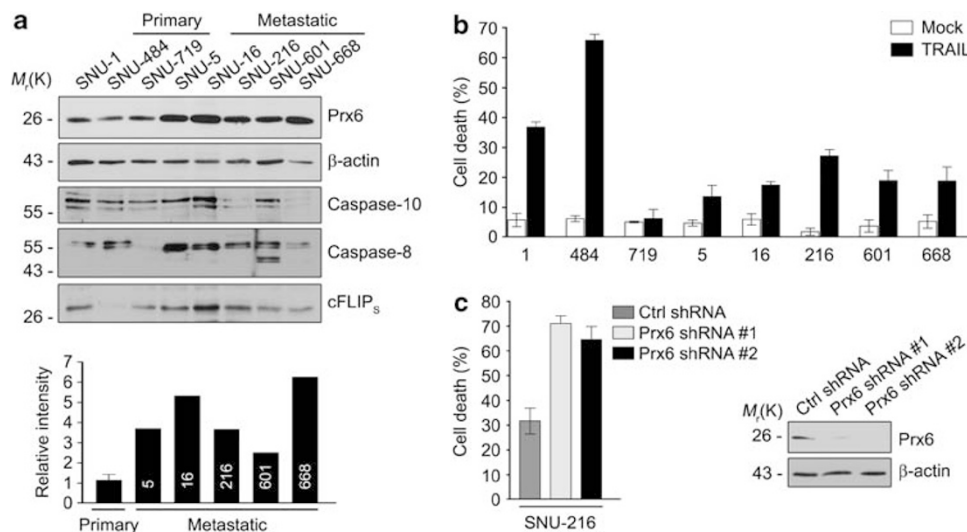 a
Primary Metastatic
SNU-1 SNU-484 SNU-719 SNU-5 SNU-16 SNU-216 SNU-601 SNU-668
Mr(K)
26 - Prx6
43 - β-actin
Caspase-10
55 -
55 - Caspase-8
43 -
cFLIPS
26 -
Relative intensity
7
6
5
4
3
2
1
0
5 16 216 601 668
Primary Metastatic
b
Mock
TRAIL
Cell death (%)
70
60
50
40
30
20
10
0
1 484 719 5 16 216 601 668
c
Ctrl shRNA
Prx6 shRNA #1
Prx6 shRNA #2
Cell death (%)
80
70
60
50
40
30
20
10
0
SNU-216
Ctrl shRNA Prx6 shRNA #1 Prx6 shRNA #2
Mr(K)
26 - Prx6
43 - β-actin